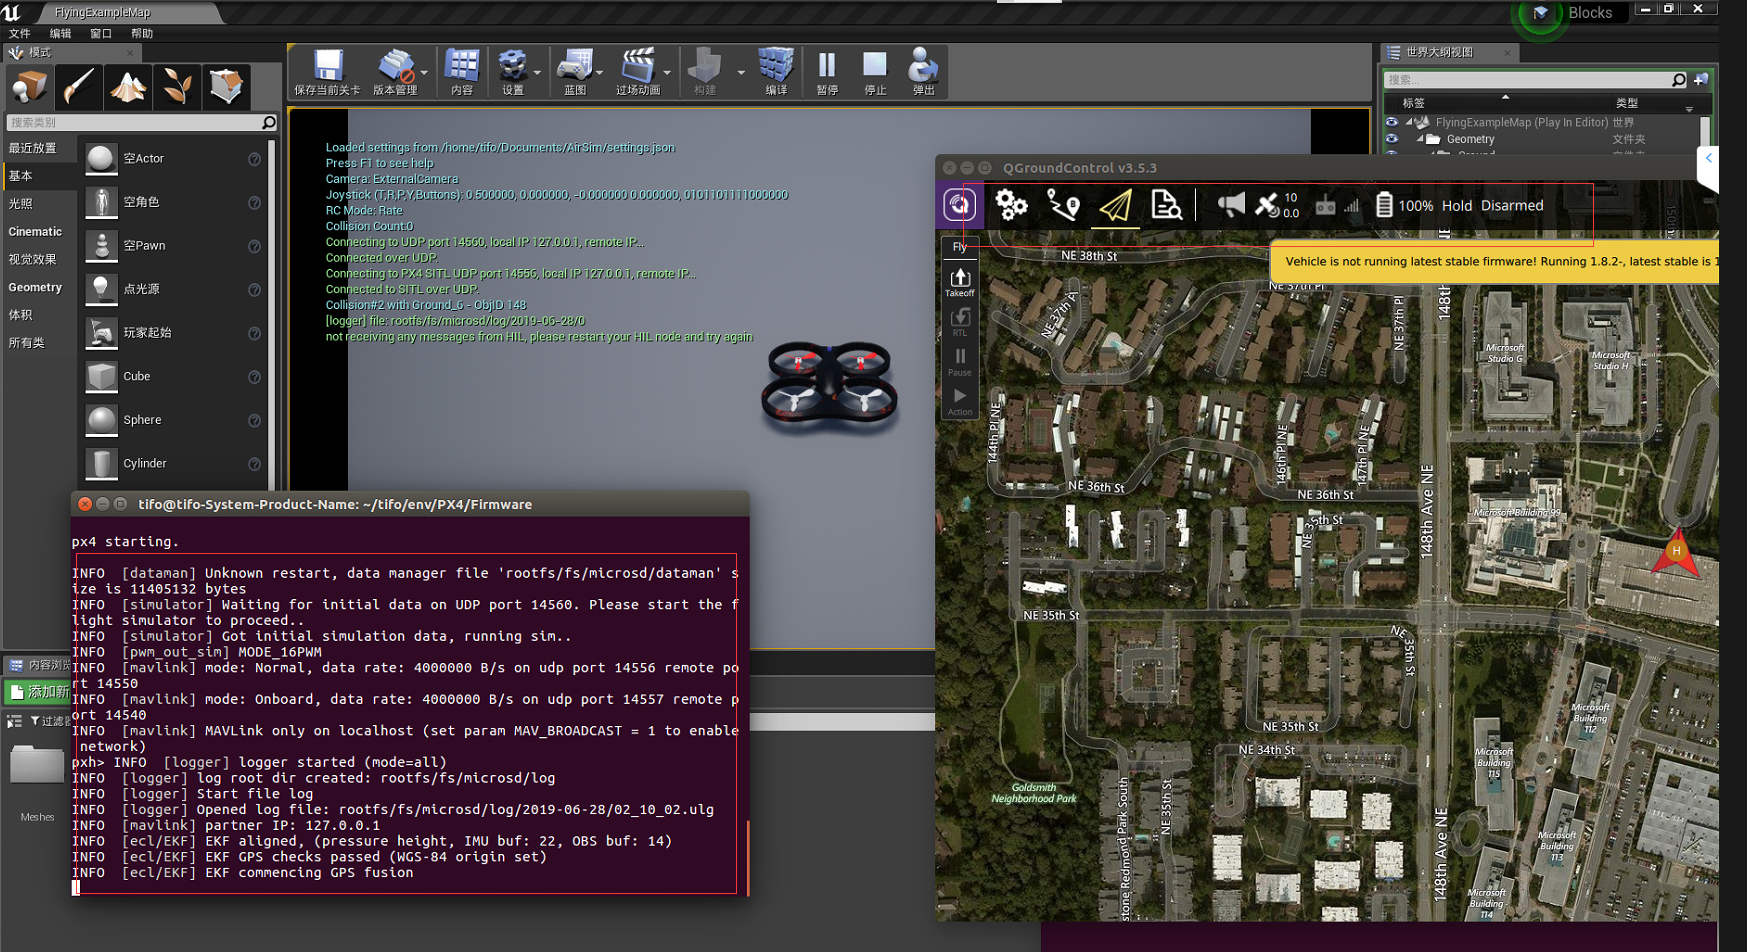 FlyingExampleMap
Blocks
文件 编辑 窗口 帮助
模式
保存当前关卡 版本管理 内容 设置 蓝图 过场动画 构建 编译 暂停 停止 弹出
世界大纲视图
搜索类别
搜索...
标签 类型
FlyingExampleMap (Play In Editor) 世界
Geometry 文件夹
文件夹
最近放置
基本
光照
Cinematic
视觉效果
Geometry
体积
所有类
空Actor
空角色
空Pawn
点光源
玩家起始
Cube
Sphere
Cylinder
Loaded settings from /home/tifo/Documents/AirSim/settings.json
Press F1 to see help
Camera: ExternalCamera
Joystick (T,R,P,Y,Buttons): 0.500000, 0.000000, -0.000000 0.000000, 0101101111000000
RC Mode: Rate
Collision Count:0
Connecting to UDP port 14560, local IP 127.0.0.1, remote IP...
Connected over UDP.
Connecting to PX4 SITL UDP port 14556, local IP 127.0.0.1, remote IP...
Connected to SITL over UDP.
Collision#2 with Ground_6 - ObjID 148
[logger] file: rootfs/fs/microsd/log/2019-06-28/0
not receiving any messages from HIL, please restart your HIL node and try again
tifo@tifo-System-Product-Name: ~/tifo/env/PX4/Firmware
px4 starting.
INFO [dataman] Unknown restart, data manager file 'rootfs/fs/microsd/dataman' s
ize is 11405132 bytes
INFO [simulator] Waiting for initial data on UDP port 14560. Please start the f
light simulator to proceed..
INFO [simulator] Got initial simulation data, running sim..
INFO [pwm_out_sim] MODE_16PWM
INFO [mavlink] mode: Normal, data rate: 4000000 B/s on udp port 14556 remote po
rt 14550
INFO [mavlink] mode: Onboard, data rate: 4000000 B/s on udp port 14557 remote p
ort 14540
INFO [mavlink] MAVLink only on localhost (set param MAV_BROADCAST = 1 to enable
network)
pxh> INFO [logger] logger started (mode=all)
INFO [logger] log root dir created: rootfs/fs/microsd/log
INFO [logger] Start file log
INFO [logger] Opened log file: rootfs/fs/microsd/log/2019-06-28/02_10_02.ulg
INFO [mavlink] partner IP: 127.0.0.1
INFO [ecl/EKF] EKF aligned, (pressure height, IMU buf: 22, OBS buf: 14)
INFO [ecl/EKF] EKF GPS checks passed (WGS-84 origin set)
INFO [ecl/EKF] EKF commencing GPS fusion
内容浏览
添加新
过滤器
Meshes
QGroundControl v3.5.3
10
0.0
100% Hold Disarmed
Vehicle is not running latest stable firmware! Running 1.8.2-, latest stable is 1
Fly
Takeoff
RTL
Pause
Action
NE 38th St
NE 37th Pl
NE 37th Pl
NE 37th Pl
148th
Microsoft
Studio G
Microsoft
Studio H
144th Pl NE
146th Pl NE
147th Pl NE
NE 36th St
NE 36th St
NE 35th St
148th Ave NE
Microsoft Building 99
H
NE 35th St
NE 35th St
NE 35th St
NE 34th St
Goldsmith
Neighborhood Park
stone Redmond Park South
NE 35th St
148th Ave NE
Microsoft
Building
112
Microsoft
Building
115
Microsoft
Building
113
Microsoft
Building
114